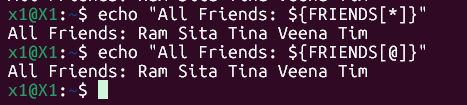 x1@X1:~$ echo "All Friends: ${FRIENDS[*]}"
All Friends: Ram Sita Tina Veena Tim
x1@X1:~$ echo "All Friends: ${FRIENDS[@]}"
All Friends: Ram Sita Tina Veena Tim
x1@X1:~$